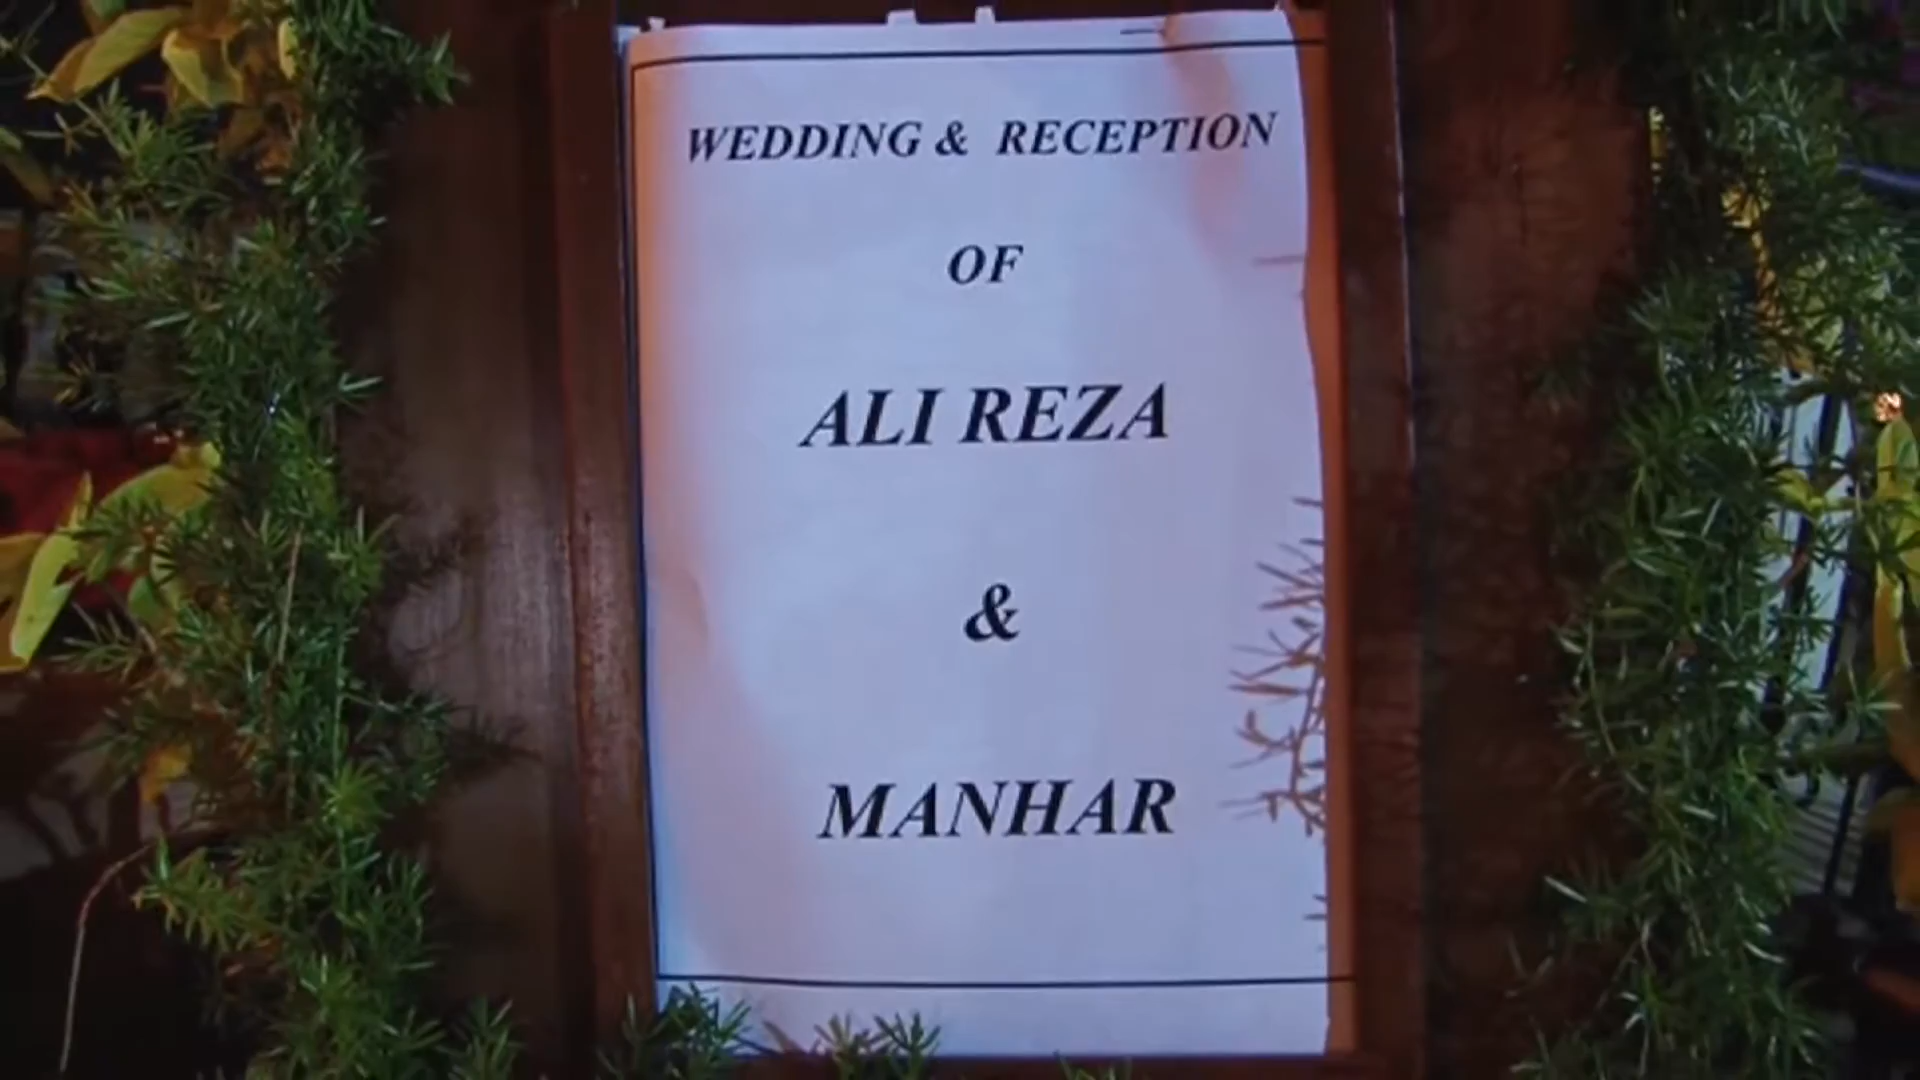 WEDDING & RECEPTION
OF
ALI REZA
&
MANHAR